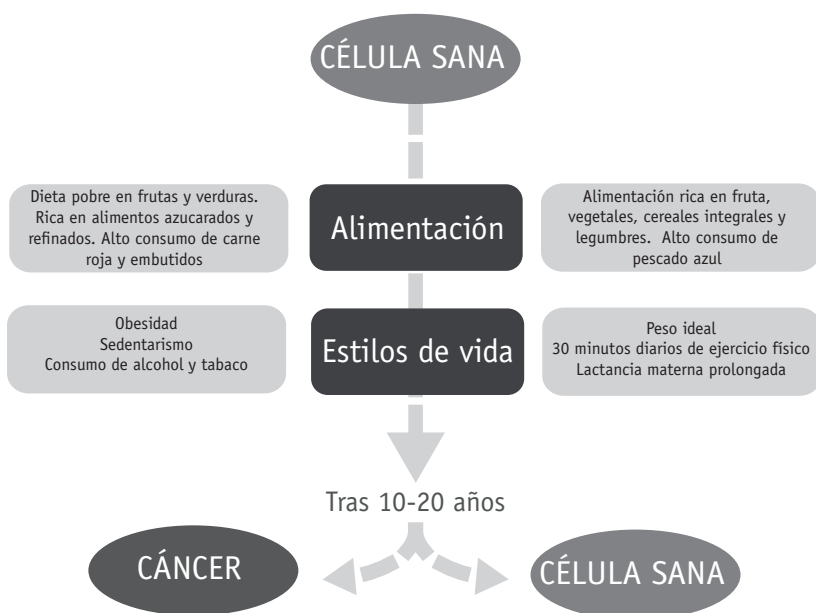 CÉLULA SANA
Dieta pobre en frutas y verduras.
Rica en alimentos azucarados y
refinados. Alto consumo de carne
roja y embutidos
Alimentación
Alimentación rica en fruta,
vegetales, cereales integrales y
legumbres. Alto consumo de
pescado azul
Obesidad
Sedentarismo
Consumo de alcohol y tabaco
Estilos de vida
Peso ideal
30 minutos diarios de ejercicio físico
Lactancia materna prolongada
Tras 10-20 años
CÁNCER
CÉLULA SANA